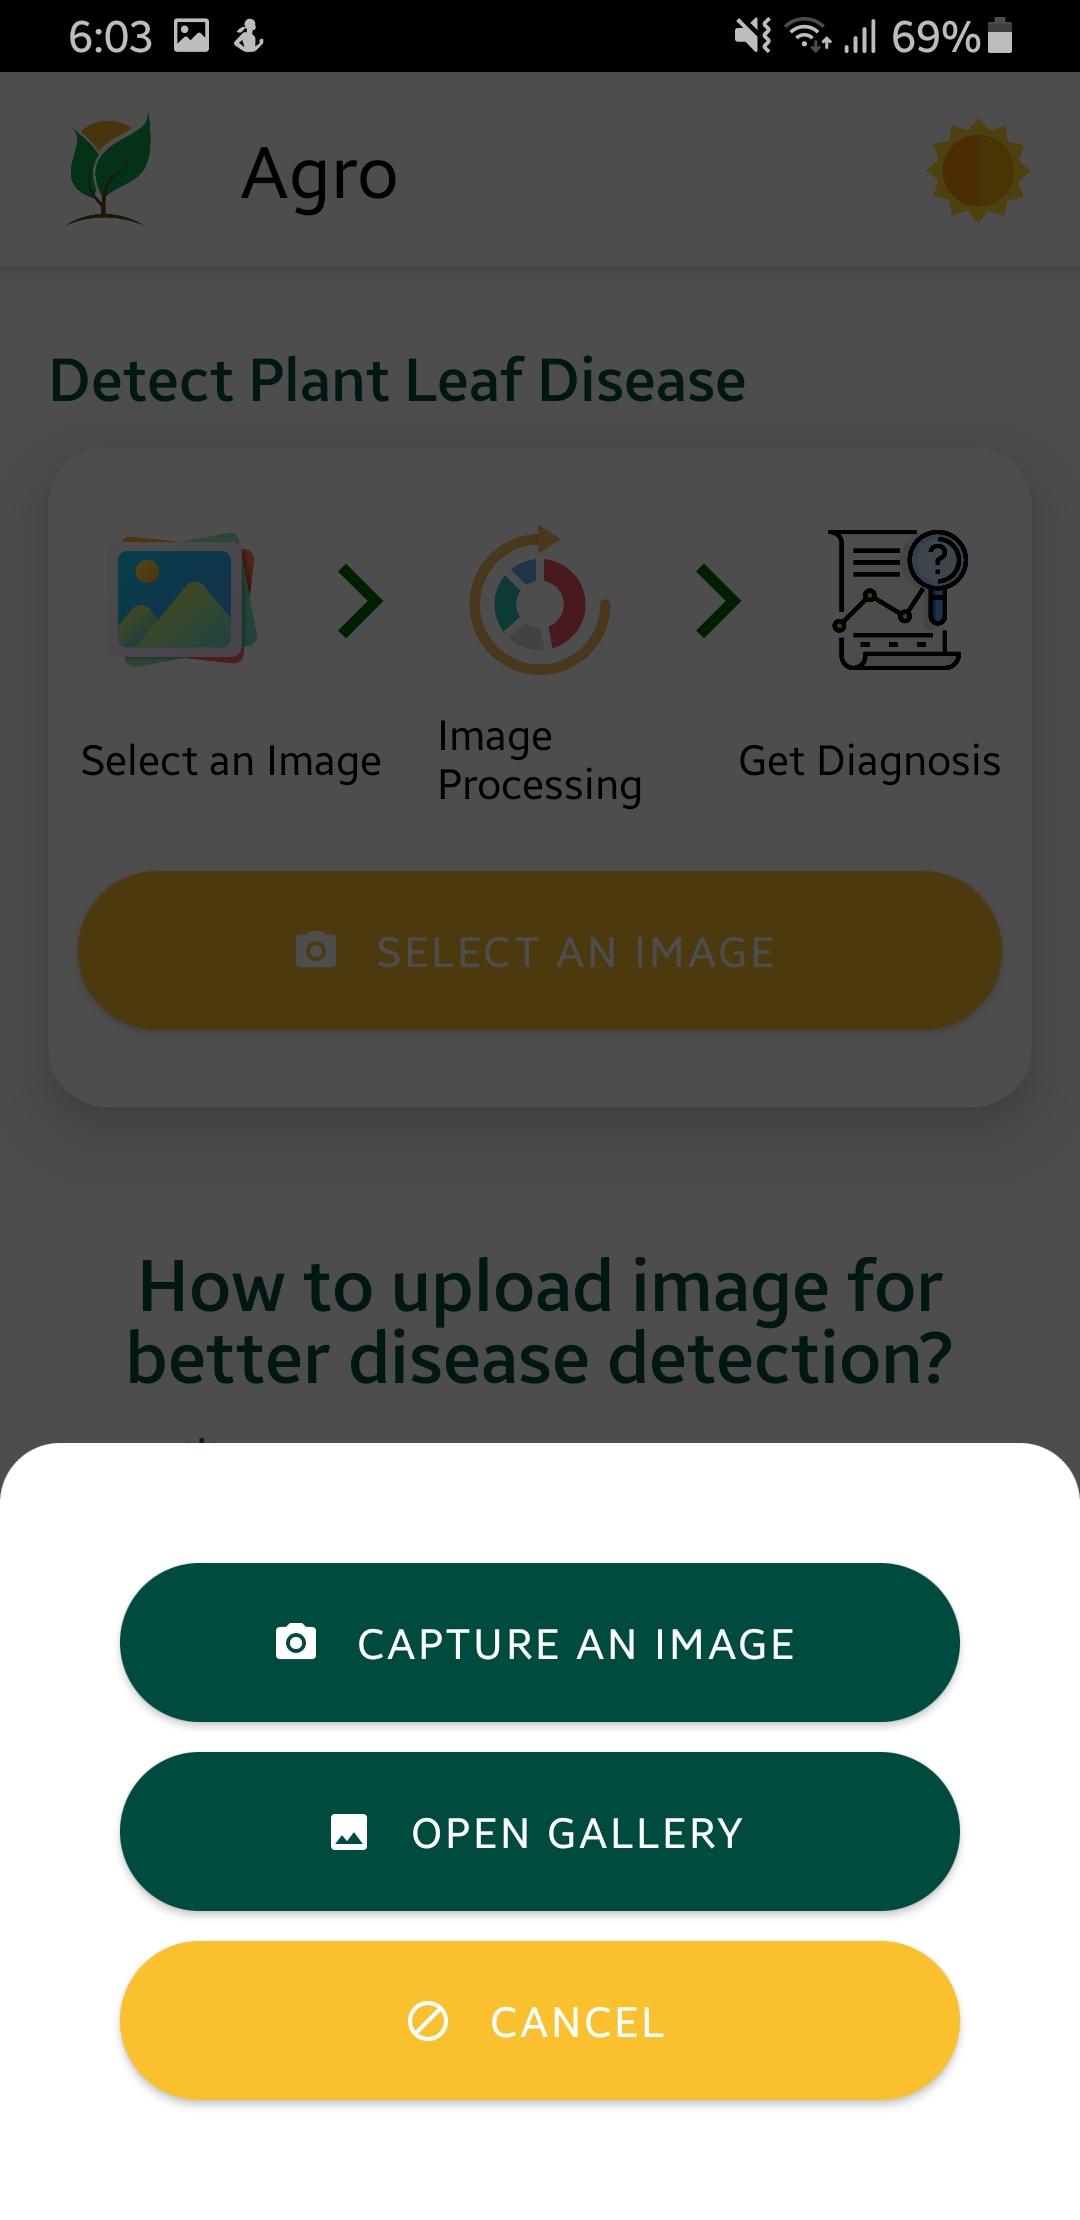 6:03
69%
Agro
Detect Plant Leaf Disease
Select an Image
Image
Processing
Get Diagnosis
SELECT AN IMAGE
How to upload image for
better disease detection?
CAPTURE AN IMAGE
OPEN GALLERY
CANCEL